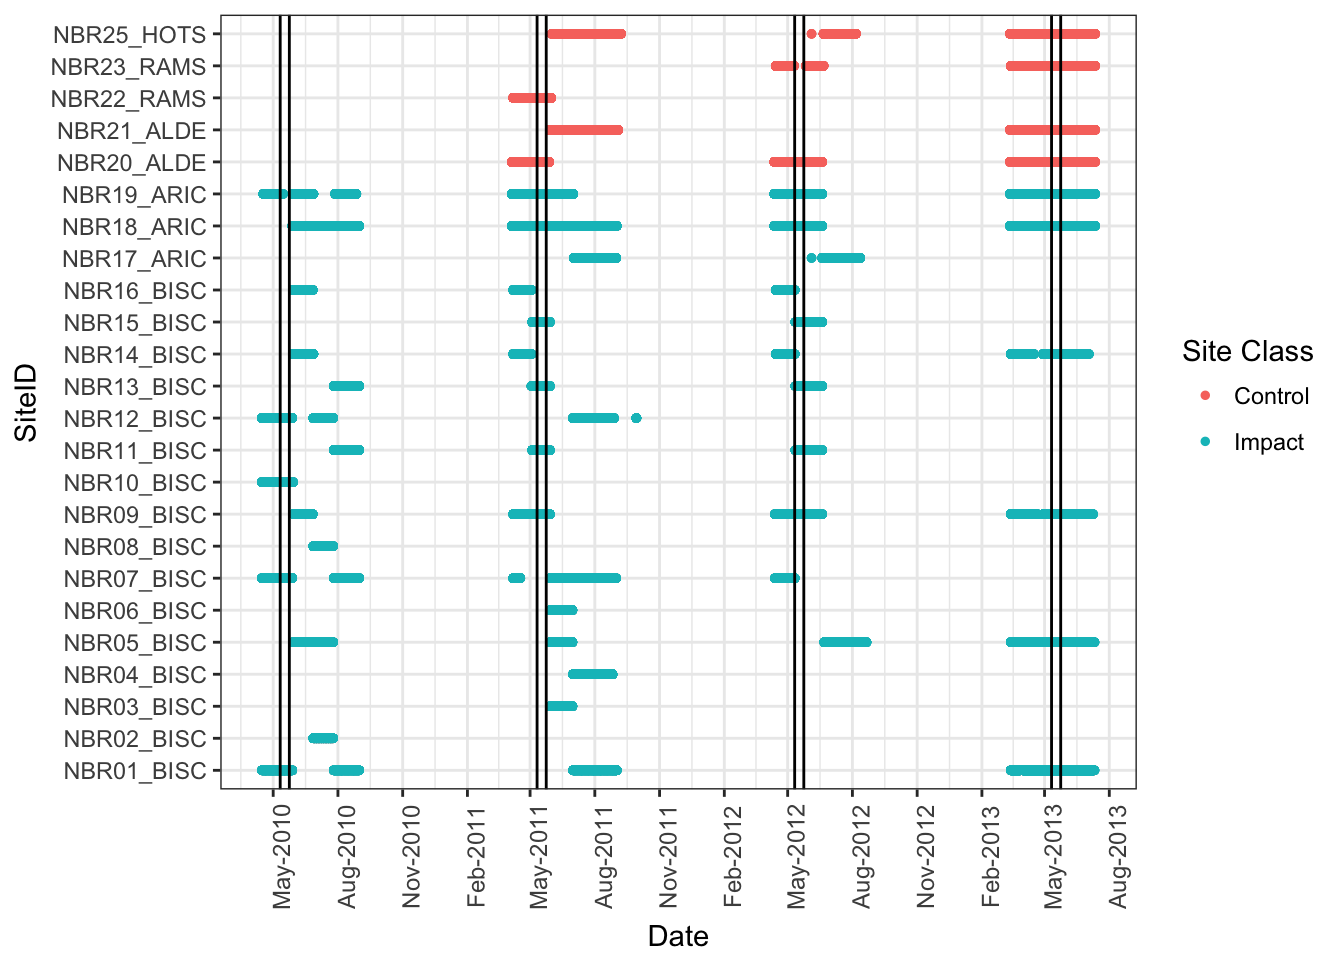 NBR25_HOTS
NBR23_RAMS
NBR22_RAMS
NBR21_ALDE
NBR20_ALDE
NBR19_ARIC
NBR18_ARIC
NBR17_ARIC
NBR16_BISC
NBR15_BISC
NBR14_BISC
NBR13_BISC
NBR12_BISC
NBR11_BISC
NBR10_BISC
NBR09_BISC
NBR08_BISC
NBR07_BISC
NBR06_BISC
NBR05_BISC
NBR04_BISC
NBR03_BISC
NBR02_BISC
NBR01_BISC
SiteID
May-2010
Aug-2010
Nov-2010
Feb-2011
May-2011
Aug-2011
Nov-2011
Feb-2012
May-2012
Aug-2012
Nov-2012
Feb-2013
May-2013
Aug-2013
Date
Site Class
Control
Impact